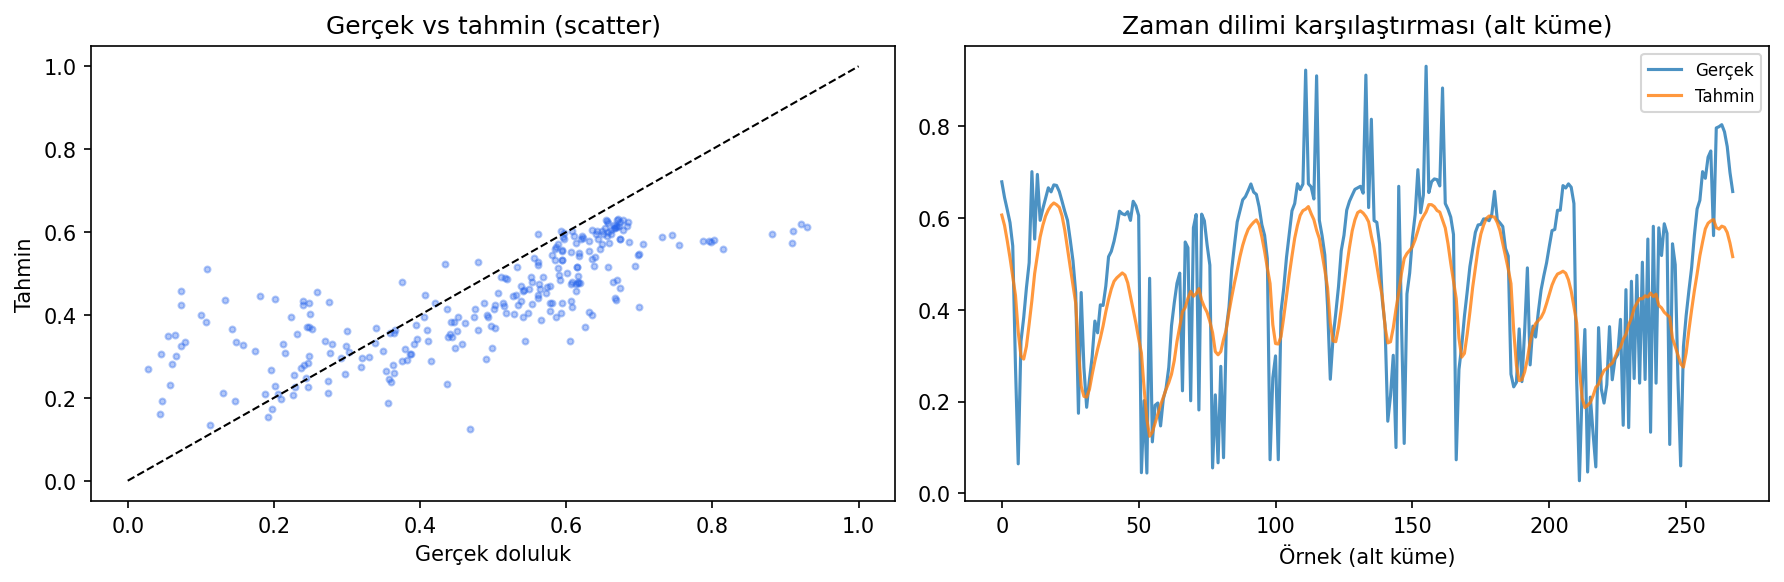 Gerçek vs tahmin (scatter)
1.0
0.8
0.6
0.4
0.2
0.0
Tahmin
0.0 0.2 0.4 0.6 0.8 1.0
Gerçek doluluk
Zaman dilimi karşılaştırması (alt küme)
Gerçek
Tahmin
0.8
0.6
0.4
0.2
0.0
0 50 100 150 200 250
Örnek (alt küme)